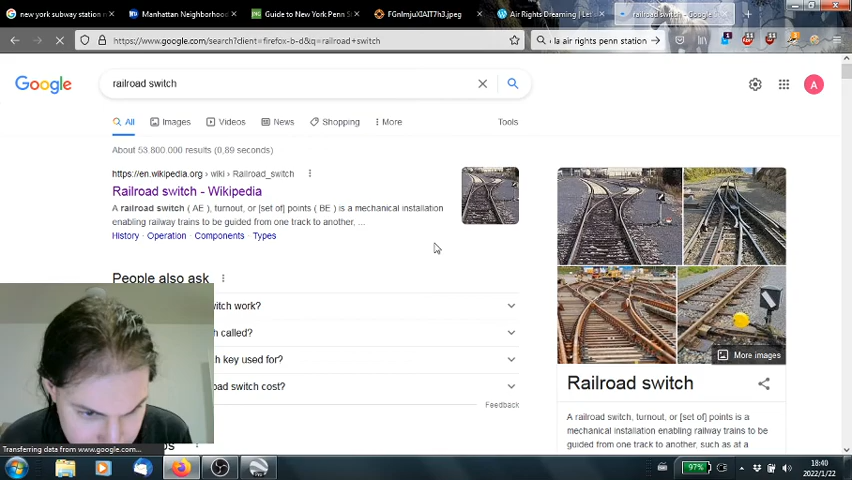 new york subway station
Manhattan Neighborhoo
Guide to New York Penn S
FGnImjuXIAIT7h3.jpeg
Air Rights Dreaming | Let
railroad switch - Google S
https://www.google.com/search?client=firefox-b-d&q=railroad+switch
la air rights penn station
Google
railroad switch
A
All
Images
Videos
News
Shopping
More
Tools
About 53.800.000 results (0,89 seconds)
https://en.wikipedia.org › wiki › Railroad_switch
Railroad switch - Wikipedia
A railroad switch ( AE ), turnout, or [set of] points ( BE ) is a mechanical installation
enabling railway trains to be guided from one track to another, ...
History · Operation · Components · Types
People also ask
witch work?
h called?
h key used for?
oad switch cost?
Feedback
More images
Railroad switch
A railroad switch, turnout, or [set of] points is a
mechanical installation enabling railway trains to be
guided from one track to another, such as at a
Transferring data from www.google.com...
97%
18:40
2022/1/22